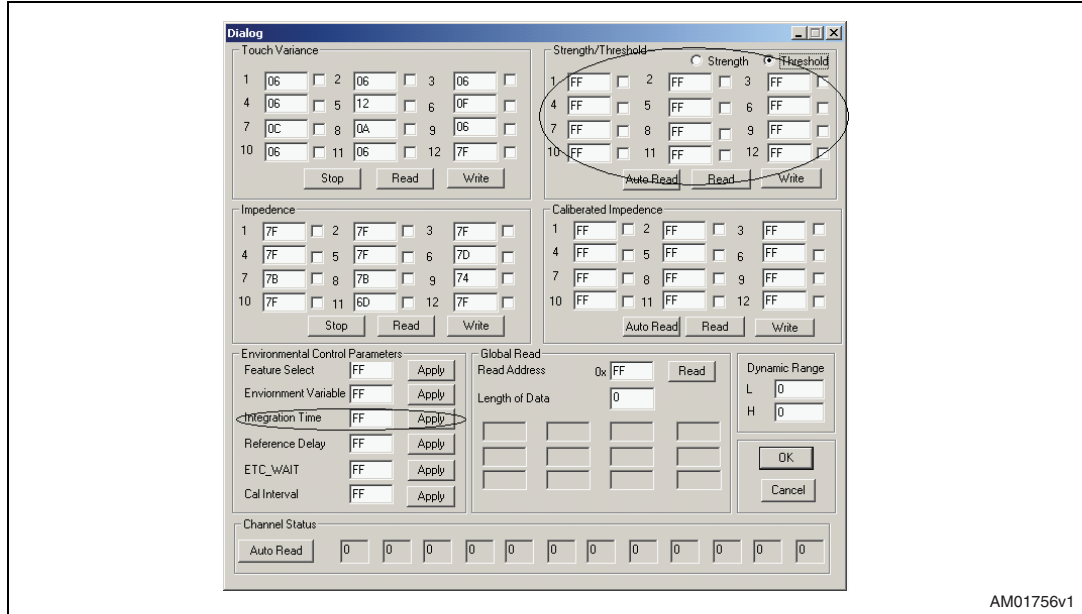 Dialog
Touch Variance
1 06 2 06 3 06
4 06 5 12 6 0F
7 0C 8 0A 9 06
10 06 11 06 12 7F
Stop Read Write
Strength/Threshold
Strength Threshold
1 FF 2 FF 3 FF
4 FF 5 FF 6 FF
7 FF 8 FF 9 FF
10 FF 11 FF 12 FF
Auto Read Read Write
Impedence
1 7F 2 7F 3 7F
4 7F 5 7F 6 7D
7 7B 8 7B 9 74
10 7F 11 6D 12 7F
Stop Read Write
Caliberated Impedence
1 FF 2 FF 3 FF
4 FF 5 FF 6 FF
7 FF 8 FF 9 FF
10 FF 11 FF 12 FF
Auto Read Read Write
Environmental Control Parameters
Feature Select FF Apply
Enviornment Variable FF Apply
Integration Time FF Apply
Reference Delay FF Apply
ETC_WAIT FF Apply
Cal Interval FF Apply
Global Read
Read Address 0x FF Read
Length of Data 0
Dynamic Range
L 0
H 0
OK
Cancel
Channel Status
Auto Read 0 0 0 0 0 0 0 0 0 0 0 0
AM01756v1